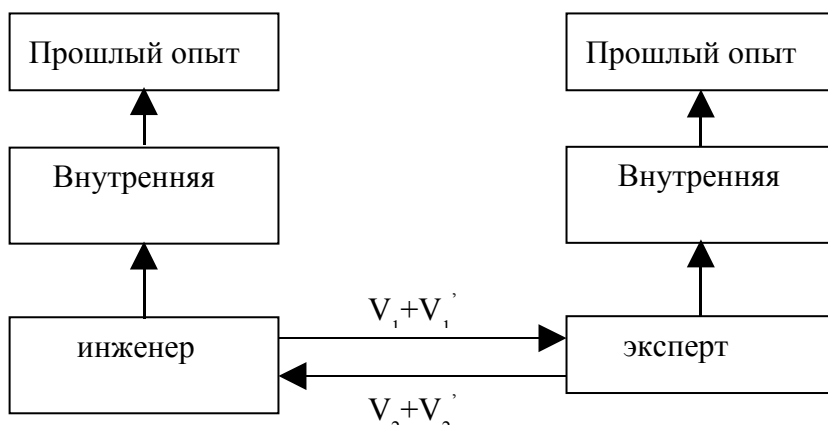 Прошлый опыт
Прошлый опыт
Внутренняя
Внутренняя
V₁+V₁’
инженер
эксперт
V₂+V₂’